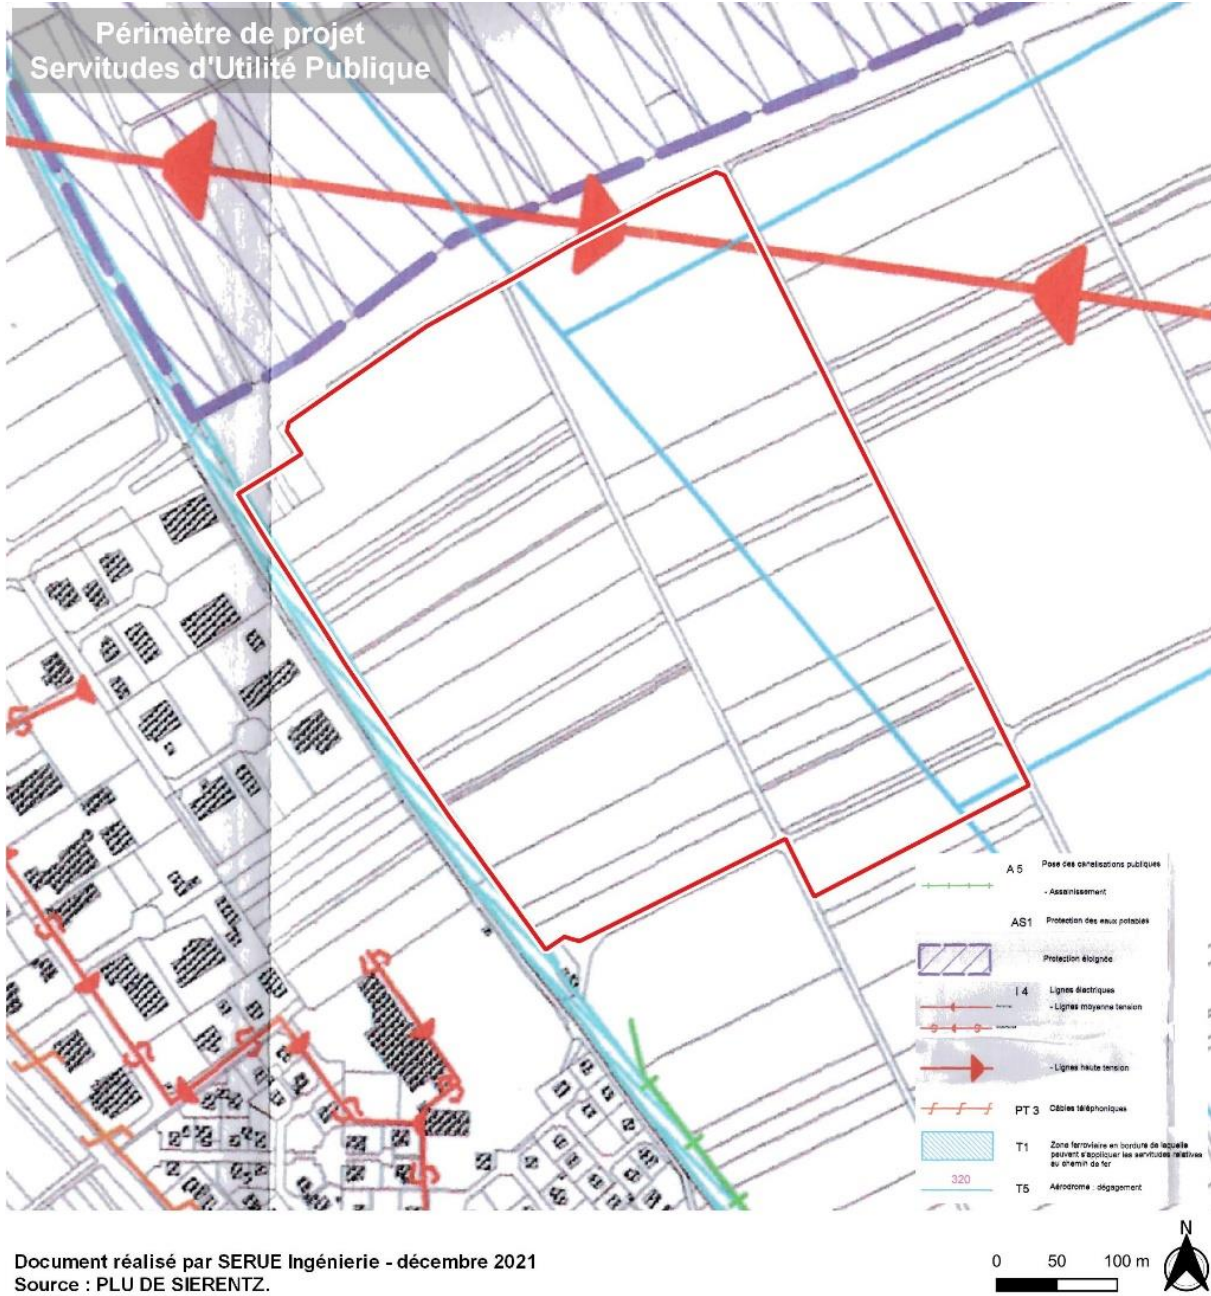 Périmètre de projet
Servitudes d'Utilité Publique
A 5 Pose des canalisations publiques
- Assainissement
AS1 Protection des eaux potables
Protection éloignée
I 4 Lignes électriques
- Lignes moyenne tension
- Lignes haute tension
PT 3 Câbles téléphoniques
T1 Zone ferroviaire en bordure de laquelle
peuvent s'appliquer les servitudes relatives
au chemin de fer
320
T5 Aérodrome : dégagement
N
0 50 100 m
Document réalisé par SERUE Ingénierie - décembre 2021
Source : PLU DE SIERENTZ.